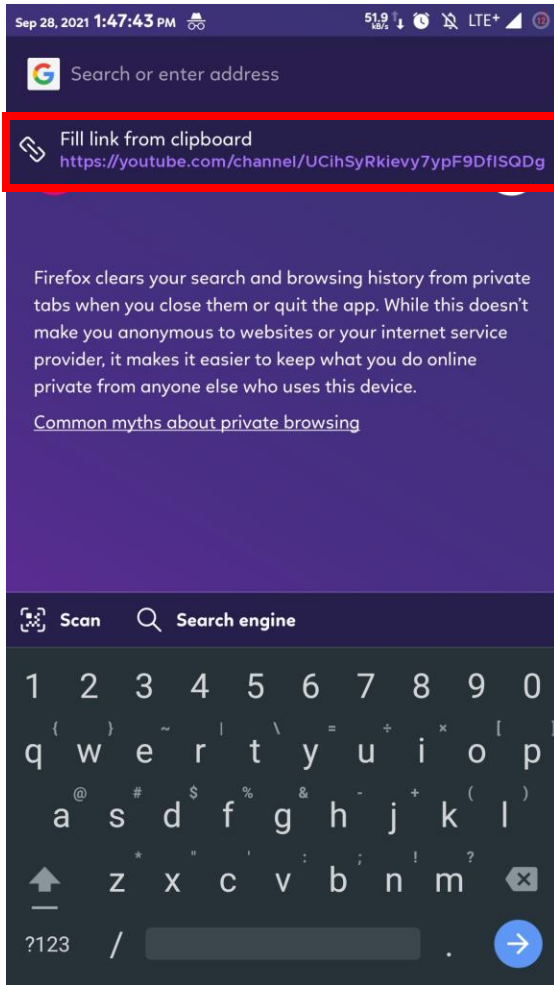 Sep 28, 2021 1:47:43 PM 51.9 kB/s LTE+ 12
G Search or enter address
Fill link from clipboard
https://youtube.com/channel/UCihSyRkievy7ypF9DfISQDg
Firefox clears your search and browsing history from private
tabs when you close them or quit the app. While this doesn't
make you anonymous to websites or your internet service
provider, it makes it easier to keep what you do online
private from anyone else who uses this device.
Common myths about private browsing
Scan Search engine
1 2 3 4 5 6 7 8 9 0
{ } ~ | \ = ÷ × [ ]
q w e r t y u i o p
@ # $ % & - + ( )
a s d f g h j k l
* " ' : ; ! ?
z x c v b n m
?123 / .